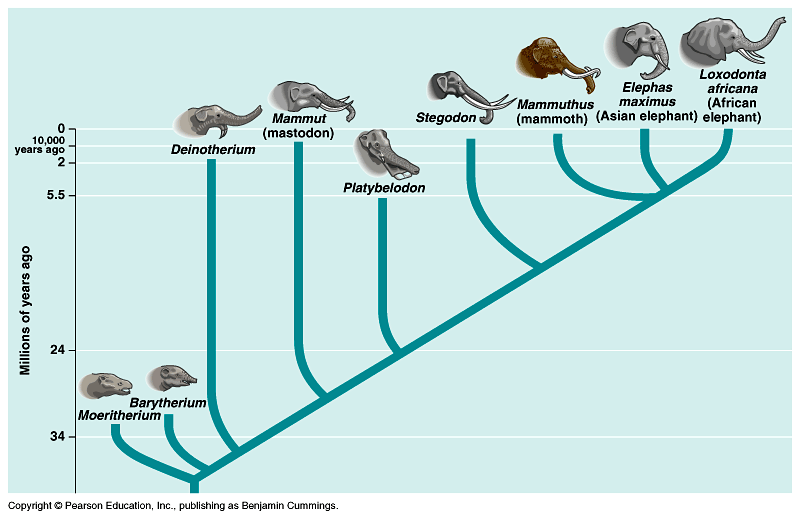 Loxodonta
africana
(African
elephant)
Elephas
maximus
(Asian elephant)
Mammuthus
(mammoth)
Stegodon
Mammut
(mastodon)
Deinotherium
Platybelodon
0
10,000
years ago
2
5.5
Millions of years ago
24
Barytherium
Moeritherium
34
Copyright © Pearson Education, Inc., publishing as Benjamin Cummings.